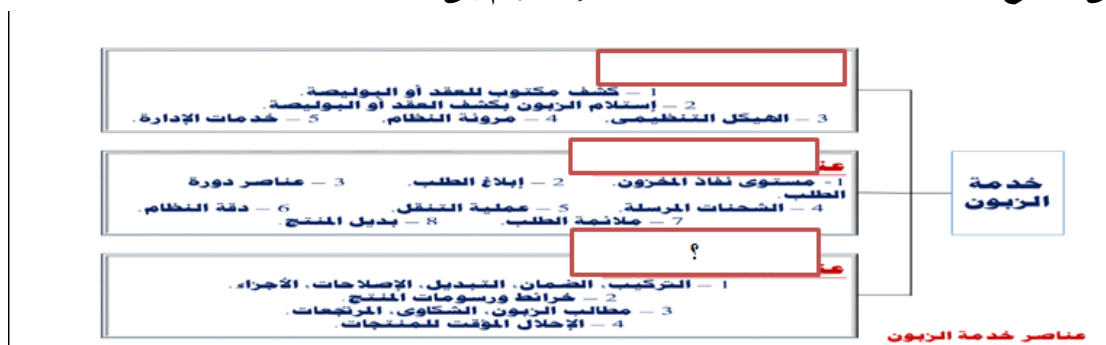 1 – كشف مكتوب للعقد أو البوليصة.
2 – إستلام الزبون بكشف العقد أو البوليصة.
3 – الهيكل التنظيمى. 4 – مرونة النظام. 5 – خدمات الإدارة.
1- مستوى نفاذ المخزون. 2 – إبلاغ الطلب. 3 – عناصر دورة
الطلب.
4 – الشحنات المرسلة. 5 – عملية التنقل. 6 – دقة النظام.
7 – ملائمة الطلب. 8 – بديل المنتج.
؟
1 – التركيب، الضمان، التبديل، الإصلاحات، الأجزاء.
2 – خرائط ورسومات المنتج.
3 – مطالب الزبون، الشكاوى، المرتجعات.
4 – الإحلال المؤقت للمنتجات.
خدمة
الزبون
عناصر خدمة الزبون